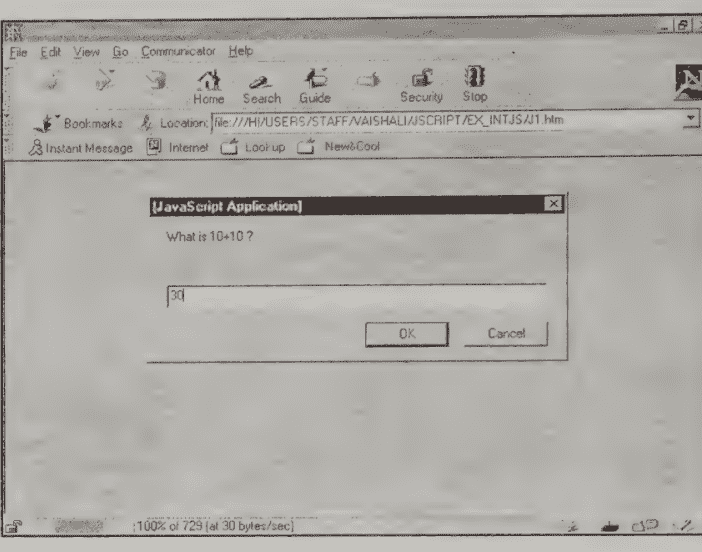 File Edit View Go Communicator Help
Home Search Guide Security Stop
Bookmarks Location: file:///H|/USERS/STAFF/VAISHALI/JSCRIPT/EX_INTJS/J1.htm
Instant Message Internet Lookup New&Cool
[JavaScript Application]
What is 10+10 ?
30
OK Cancel
100% of 729 (at 30 bytes/sec)